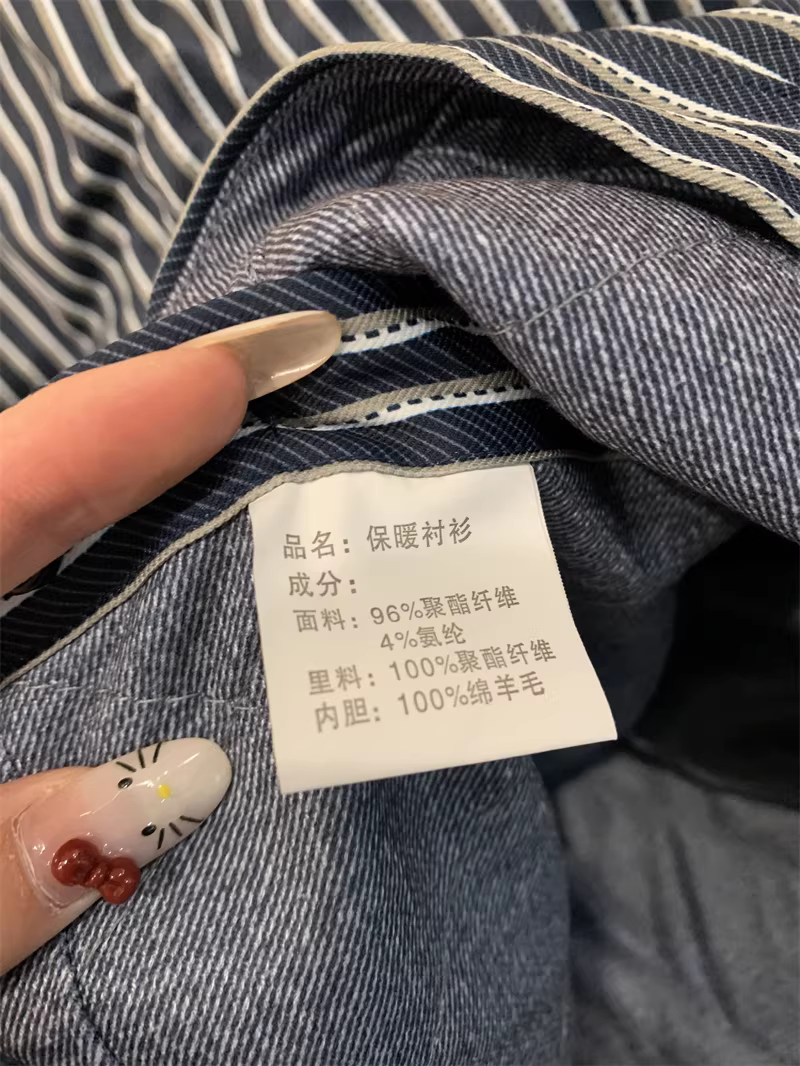 品名：保暖衬衫
成分：
面料：96%聚酯纤维
4%氨纶
里料：100%聚酯纤维
内胆：100%绵羊毛